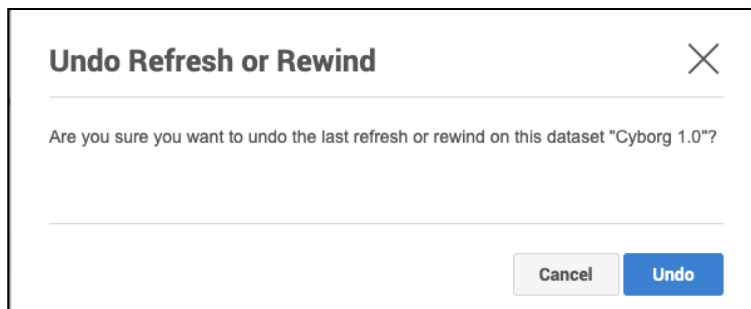 Undo Refresh or Rewind
Are you sure you want to undo the last refresh or rewind on this dataset "Cyborg 1.0"?
Cancel Undo